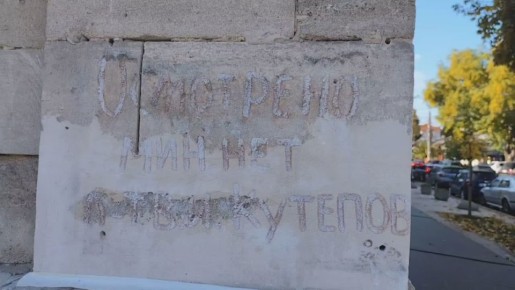 Осмотрено
мин нет
Кутепов